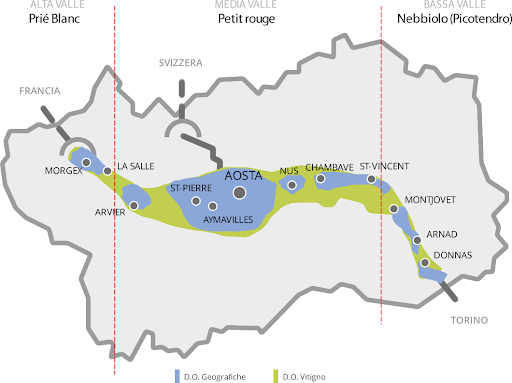 ALTA VALLE
Prié Blanc
MEDIA VALLE
Petit rouge
BASSA VALLE
Nebbiolo (Picotendro)
SVIZZERA
FRANCIA
MORGEX
LA SALLE
ARVIER
ST-PIERRE
AOSTA
AYMAVILLES
NUS
CHAMBAVE
ST-VINCENT
MONTJOVET
ARNAD
DONNAS
TORINO
D.O. Geografiche
D.O. Vitigno